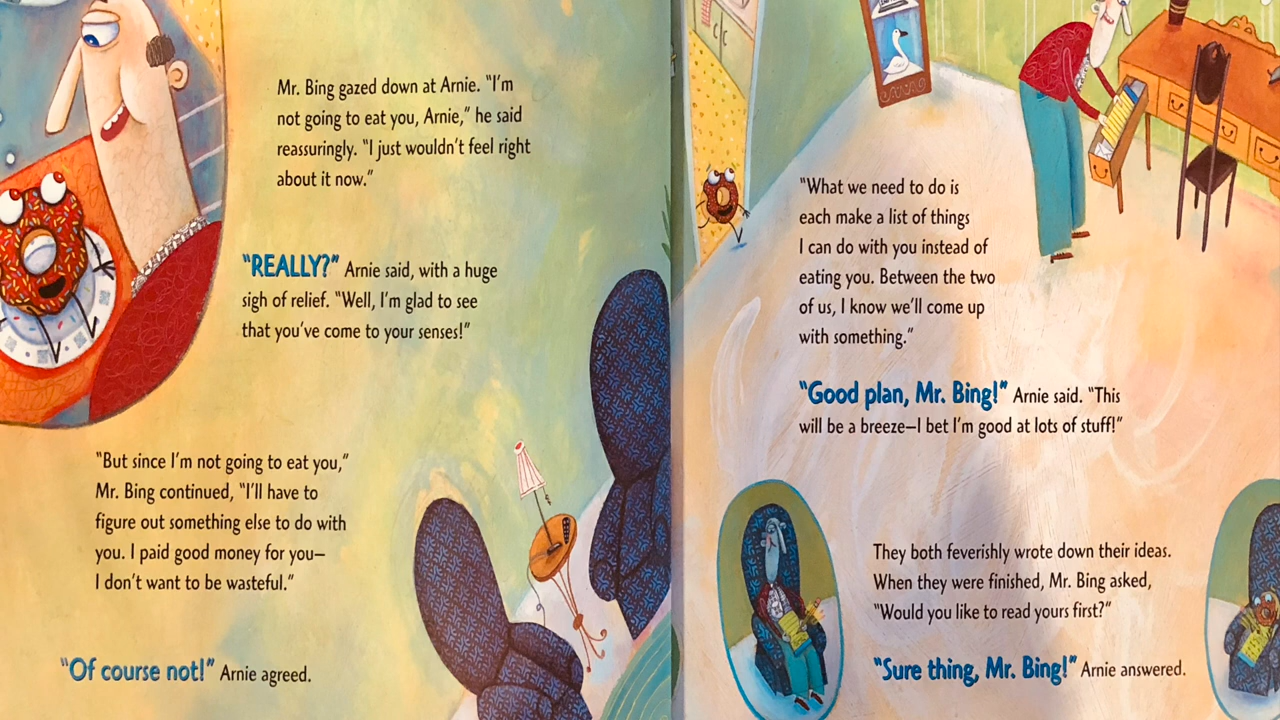 Mr. Bing gazed down at Arnie. “I’m
not going to eat you, Arnie,” he said
reassuringly. “I just wouldn’t feel right
about it now.”
“REALLY?” Arnie said, with a huge
sigh of relief. “Well, I’m glad to see
that you’ve come to your senses!”
“But since I’m not going to eat you,”
Mr. Bing continued, “I’ll have to
figure out something else to do with
you. I paid good money for you—
I don’t want to be wasteful.”
“Of course not!” Arnie agreed.
“What we need to do is
each make a list of things
I can do with you instead of
eating you. Between the two
of us, I know we’ll come up
with something.”
“Good plan, Mr. Bing!” Arnie said. “This
will be a breeze—I bet I’m good at lots of stuff!”
They both feverishly wrote down their ideas.
When they were finished, Mr. Bing asked,
“Would you like to read yours first?”
“Sure thing, Mr. Bing!” Arnie answered.